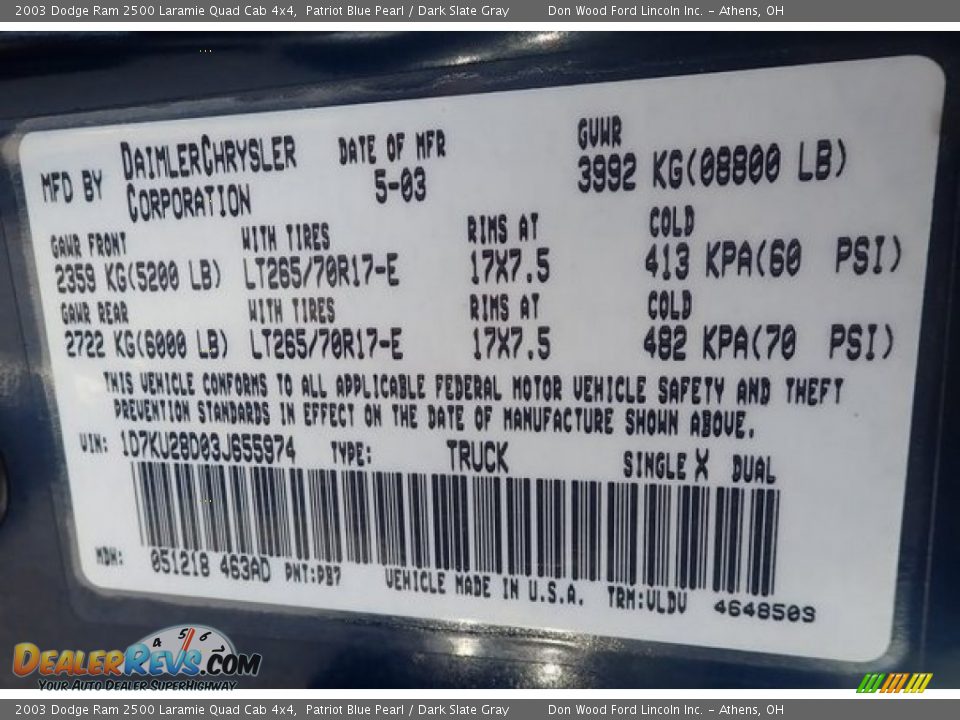 2003 Dodge Ram 2500 Laramie Quad Cab 4x4, Patriot Blue Pearl / Dark Slate Gray Don Wood Ford Lincoln Inc. - Athens, OH
MFD BY DAIMLERCHRYSLER CORPORATION DATE OF MFR 5-03 GVWR 3992 KG(08800 LB)
GAWR FRONT WITH TIRES RIMS AT COLD
2359 KG(5200 LB) LT265/70R17-E 17X7.5 413 KPA(60 PSI)
GAWR REAR WITH TIRES RIMS AT COLD
2722 KG(6000 LB) LT265/70R17-E 17X7.5 482 KPA(70 PSI)
THIS VEHICLE CONFORMS TO ALL APPLICABLE FEDERAL MOTOR VEHICLE SAFETY AND THEFT
PREVENTION STANDARDS IN EFFECT ON THE DATE OF MANUFACTURE SHOWN ABOVE.
VIN: 1D7KU28D03J655974 TYPE: TRUCK SINGLE X DUAL
MDH: 051218 463AD PNT:PB7 VEHICLE MADE IN U.S.A. TRM:VLDV 4648509
4 5 6
DEALERREVS.COM
YOUR AUTO DEALER SUPERHIGHWAY
2003 Dodge Ram 2500 Laramie Quad Cab 4x4, Patriot Blue Pearl / Dark Slate Gray Don Wood Ford Lincoln Inc. - Athens, OH